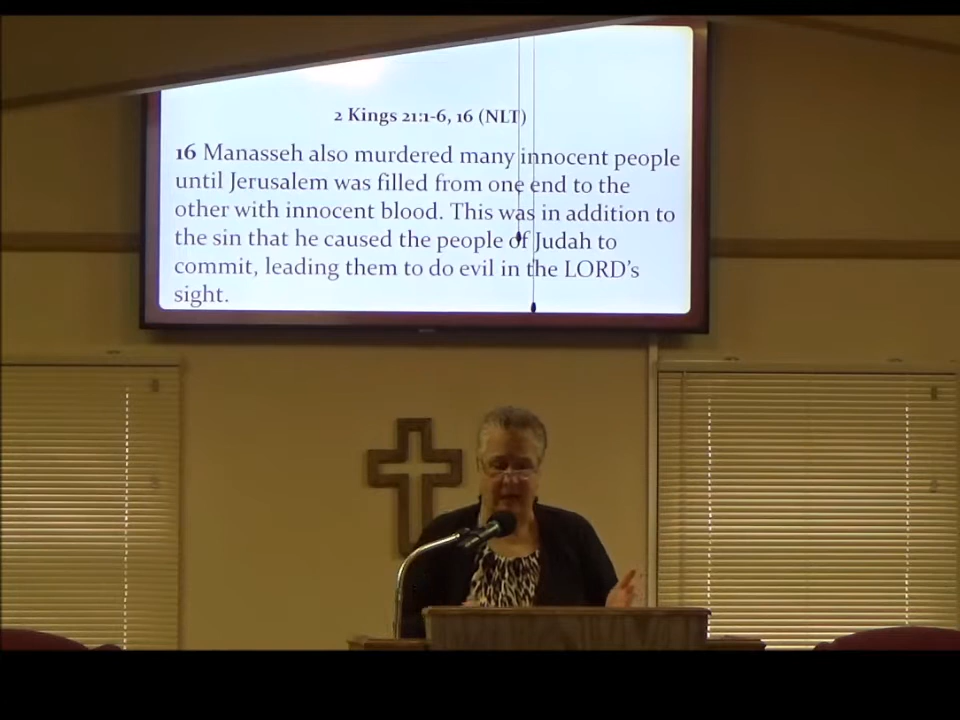 2 Kings 21:1-6, 16 (NLT)
16 Manasseh also murdered many innocent people
until Jerusalem was filled from one end to the
other with innocent blood. This was in addition to
the sin that he caused the people of Judah to
commit, leading them to do evil in the LORD's
sight.